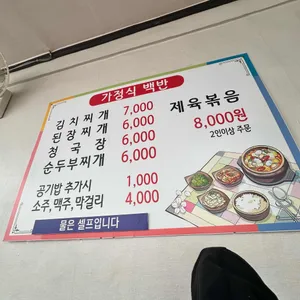 가정식 백반
김치찌개 7,000
된장찌개 6,000
청국장 6,000
순두부찌개 6,000
공기밥 추가시 1,000
소주,맥주,막걸리 4,000
제육볶음
8,000원
2인이상 주문
물은 셀프입니다